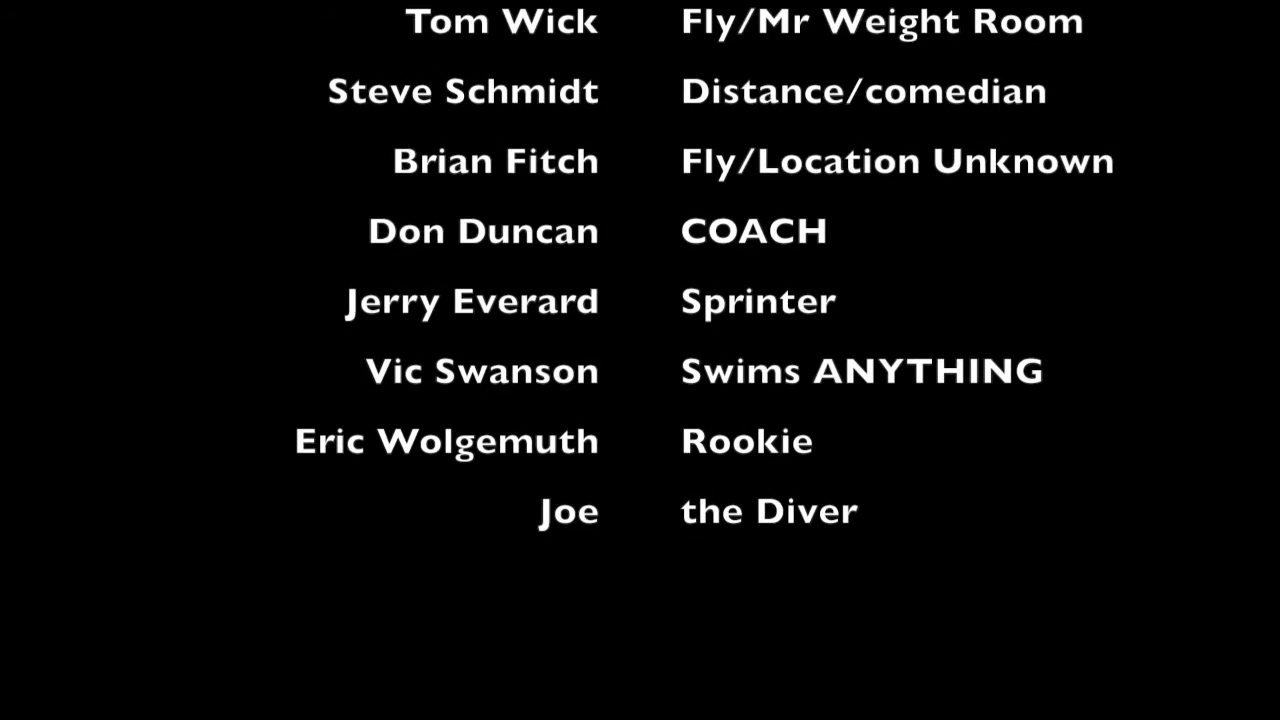 Tom Wick Fly/Mr Weight Room
Steve Schmidt Distance/comedian
Brian Fitch Fly/Location Unknown
Don Duncan COACH
Jerry Everard Sprinter
Vic Swanson Swims ANYTHING
Eric Wolgemuth Rookie
Joe the Diver